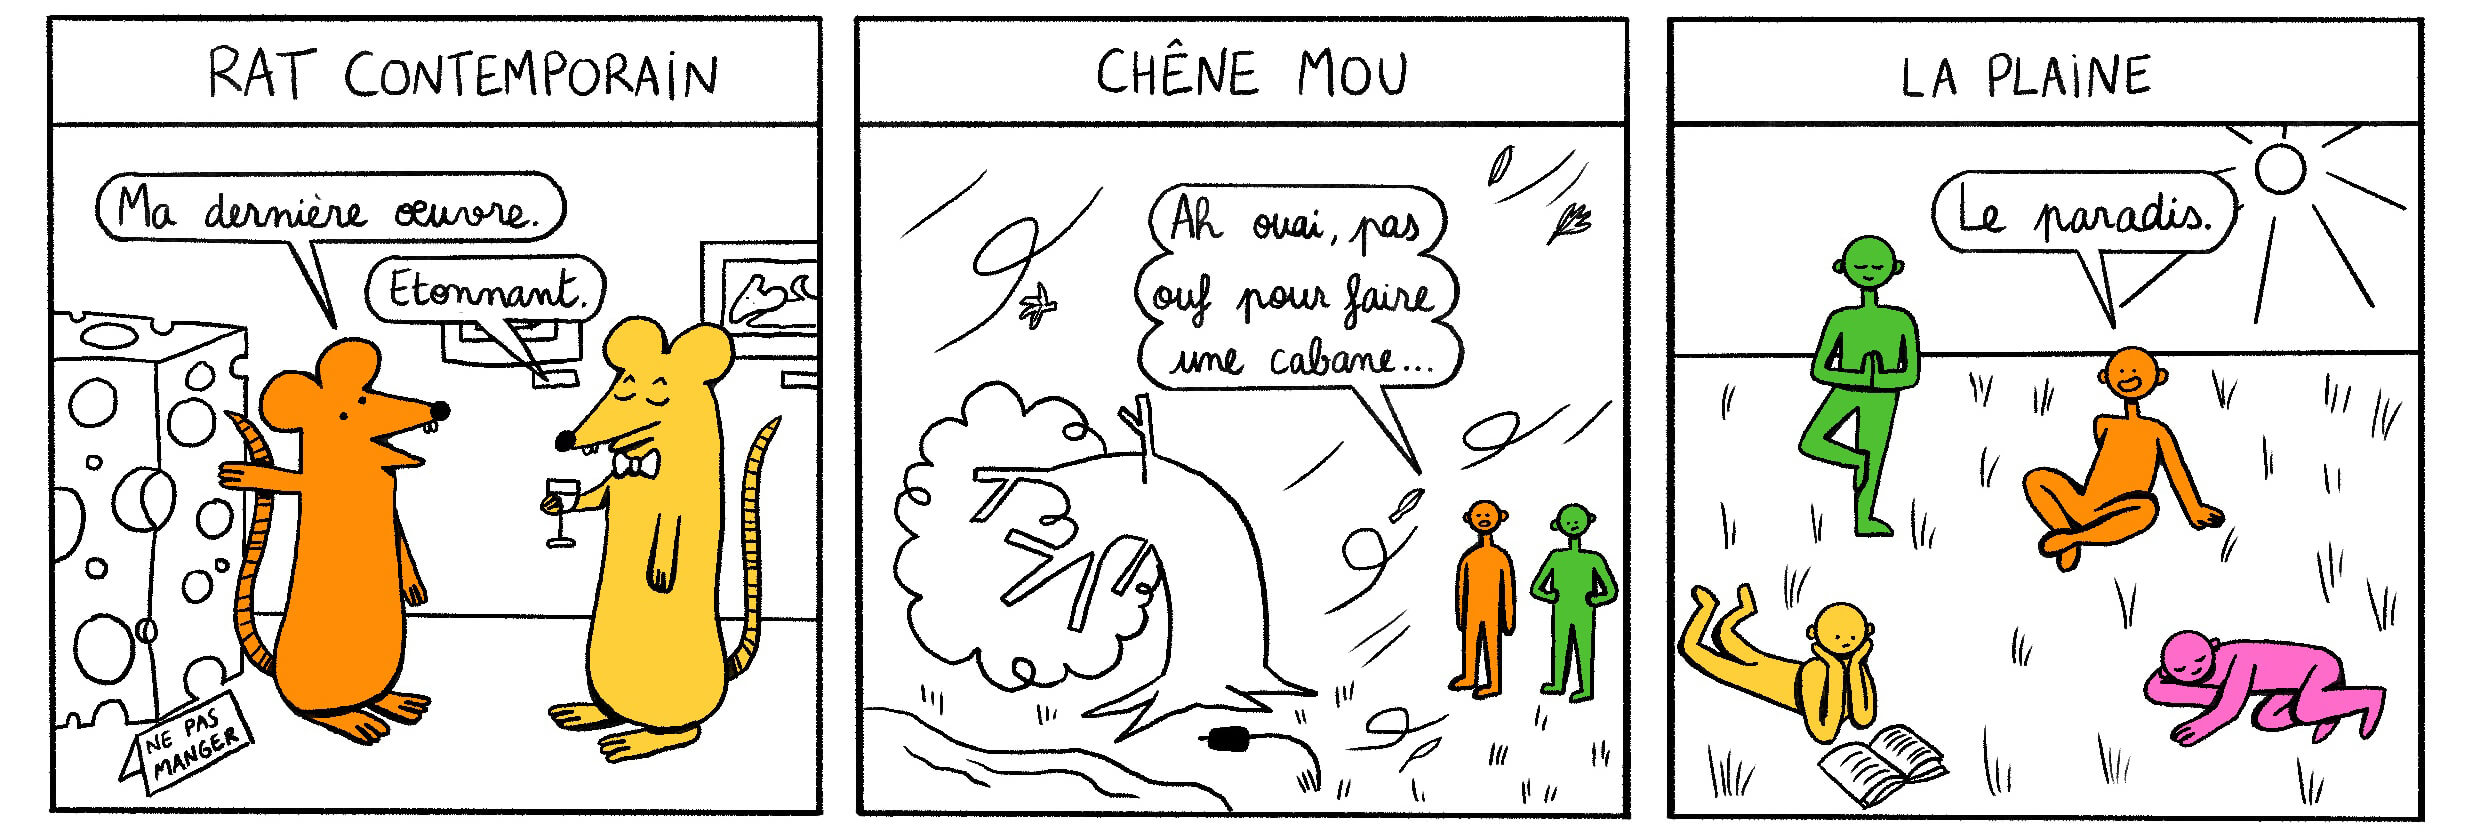 RAT CONTEMPORAIN
Ma dernière œuvre.
Etonnant.
NE PAS
MANGER
CHÊNE MOU
Ah ouai, pas
ouf pour faire
une cabane...
LA PLAINE
Le paradis.